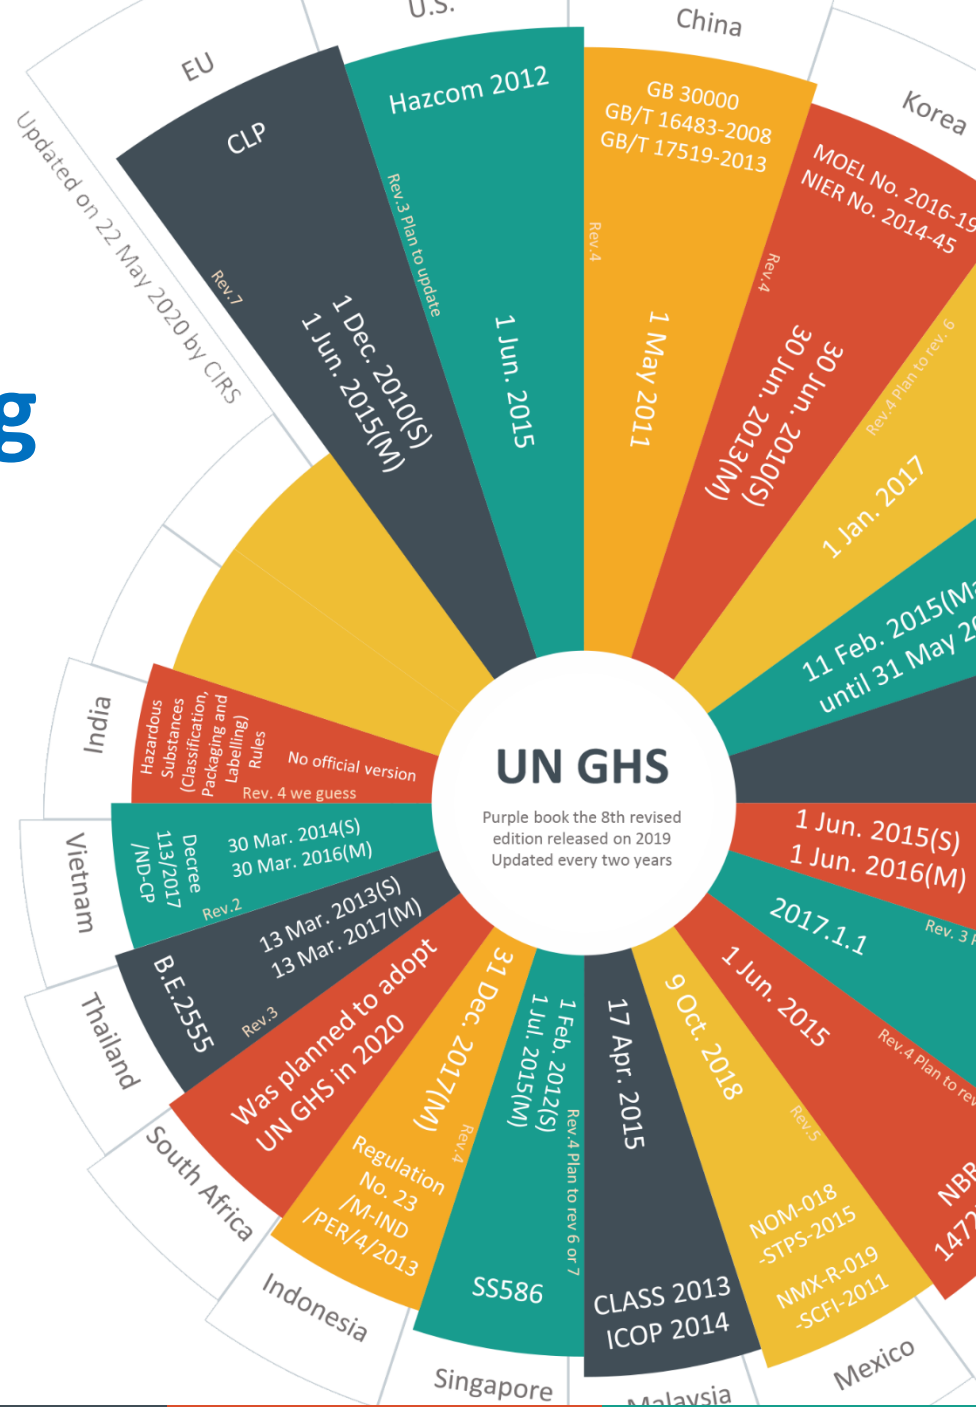 g
Updated on 22 May 2020 by CIRS
EU
CLP
Rev.7
1 Dec. 2010(S)
1 Jun. 2015(M)
U.S.
Hazcom 2012
Rev.3 Plan to update
1 Jun. 2015
China
GB 30000
GB/T 16483-2008
GB/T 17519-2013
Rev.4
1 May 2011
Korea
MOEL No. 2016-19
NIER No. 2014-45
Rev.4
30 Jun. 2010(S)
30 Jun. 2013(M)
Rev.4 Plan to rev. 6
1 Jan. 2017
11 Feb. 2015(Ma
until 31 May 20
1 Jun. 2015(S)
1 Jun. 2016(M)
Rev. 3 P
2017.1.1
Rev.4 Plan to rev
1 Jun. 2015
NBR
1472
Mexico
9 Oct. 2018
Rev.5
NOM-018
-STPS-2015
NMX-R-019
-SCFI-2011
Malaysia
17 Apr. 2015
CLASS 2013
ICOP 2014
Singapore
1 Feb. 2012(S)
1 Jul. 2015(M)
Rev.4 Plan to rev 6 or 7
SS586
Indonesia
31 Dec. 2017(M)
Rev.4
Regulation
No. 23
/M-IND
/PER/4/2013
South Africa
Was planned to adopt
UN GHS in 2020
Thailand
B.E.2555
13 Mar. 2013(S)
13 Mar. 2017(M)
Rev.3
Vietnam
Decree
113/2017
/ND-CP
30 Mar. 2014(S)
30 Mar. 2016(M)
Rev.2
India
Hazardous
Substances
(Classification,
Packaging and
Labelling)
Rules
No official version
Rev. 4 we guess
UN GHS
Purple book the 8th revised
edition released on 2019
Updated every two years